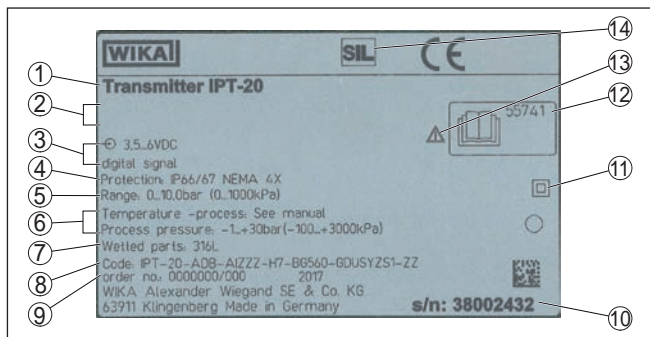 WIKA SIL CE
Transmitter IPT-20
55741
3,5...6VDC
digital signal
Protection: IP66/67 NEMA 4X
Range: 0...10,0bar (0...1000kPa)
Temperature -process: See manual
Process pressure: -1...+30bar(-100...+3000kPa)
Wetted parts: 316L
Code: IPT-20-ADB-AIZZZ-H7-BG560-GDUSYZS1-ZZ
order no.: 0000000/000 2017
WIKA Alexander Wiegand SE & Co. KG
63911 Klingenberg Made in Germany
s/n: 38002432
1
2
3
4
5
6
7
8
9
10
11
12
13
14